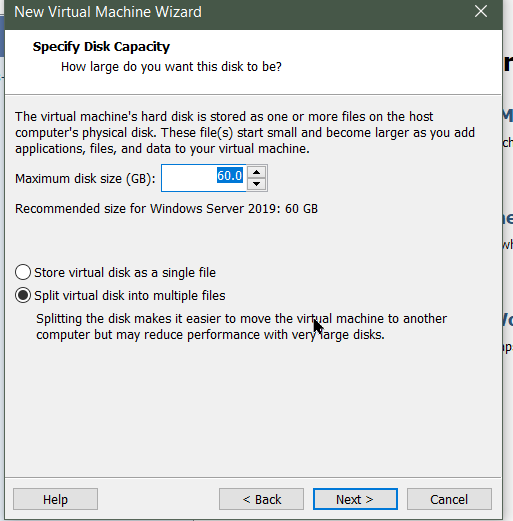 New Virtual Machine Wizard
Specify Disk Capacity
How large do you want this disk to be?
The virtual machine's hard disk is stored as one or more files on the host
computer's physical disk. These file(s) start small and become larger as you add
applications, files, and data to your virtual machine.
Maximum disk size (GB): 60.0
Recommended size for Windows Server 2019: 60 GB
Store virtual disk as a single file
Split virtual disk into multiple files
Splitting the disk makes it easier to move the virtual machine to another
computer but may reduce performance with very large disks.
Help
< Back
Next >
Cancel